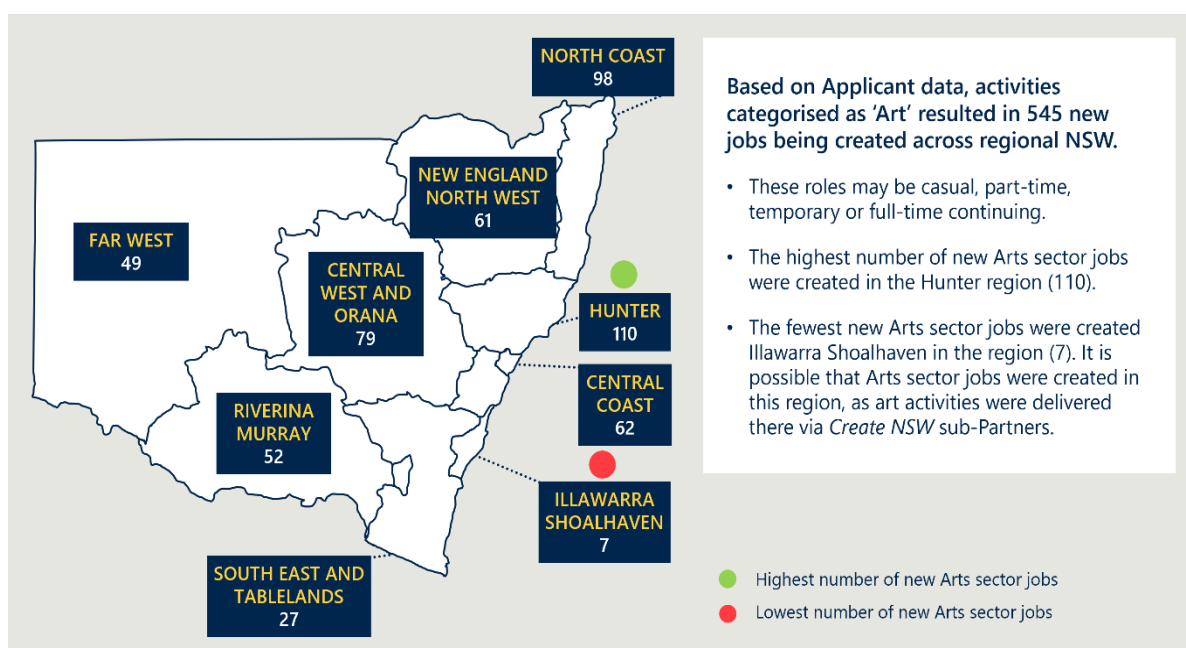 NORTH COAST
98
NEW ENGLAND
NORTH WEST
61
FAR WEST
49
CENTRAL
WEST AND
ORANA
79
HUNTER
110
CENTRAL
COAST
62
RIVERINA
MURRAY
52
ILLAWARRA
SHOALHAVEN
7
SOUTH EAST AND
TABLELANDS
27
Based on Applicant data, activities
categorised as ‘Art’ resulted in 545 new
jobs being created across regional NSW.
• These roles may be casual, part-time,
temporary or full-time continuing.
• The highest number of new Arts sector jobs
were created in the Hunter region (110).
• The fewest new Arts sector jobs were created
Illawarra Shoalhaven in the region (7). It is
possible that Arts sector jobs were created in
this region, as art activities were delivered
there via Create NSW sub-Partners.
Highest number of new Arts sector jobs
Lowest number of new Arts sector jobs